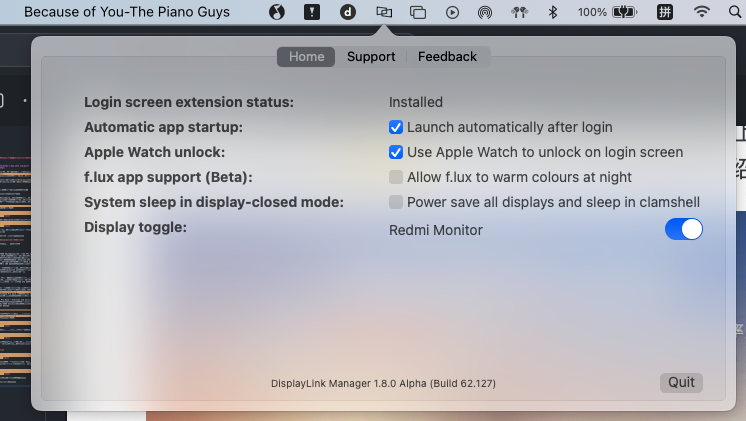 Because of You-The Piano Guys
100%
拼
Home
Support
Feedback
Login screen extension status:
Installed
Automatic app startup:
Launch automatically after login
Apple Watch unlock:
Use Apple Watch to unlock on login screen
f.lux app support (Beta):
Allow f.lux to warm colours at night
System sleep in display-closed mode:
Power save all displays and sleep in clamshell
Display toggle:
Redmi Monitor
DisplayLink Manager 1.8.0 Alpha (Build 62.127)
Quit